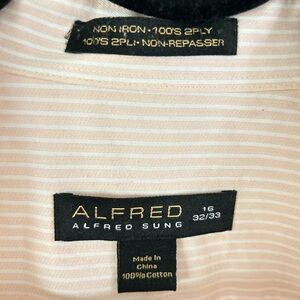 NON IRON · 100'S 2PLY
100'S 2PLI · NON-REPASSER
ALFRED
ALFRED SUNG
16
32/33
Made In
China
100% Cotton